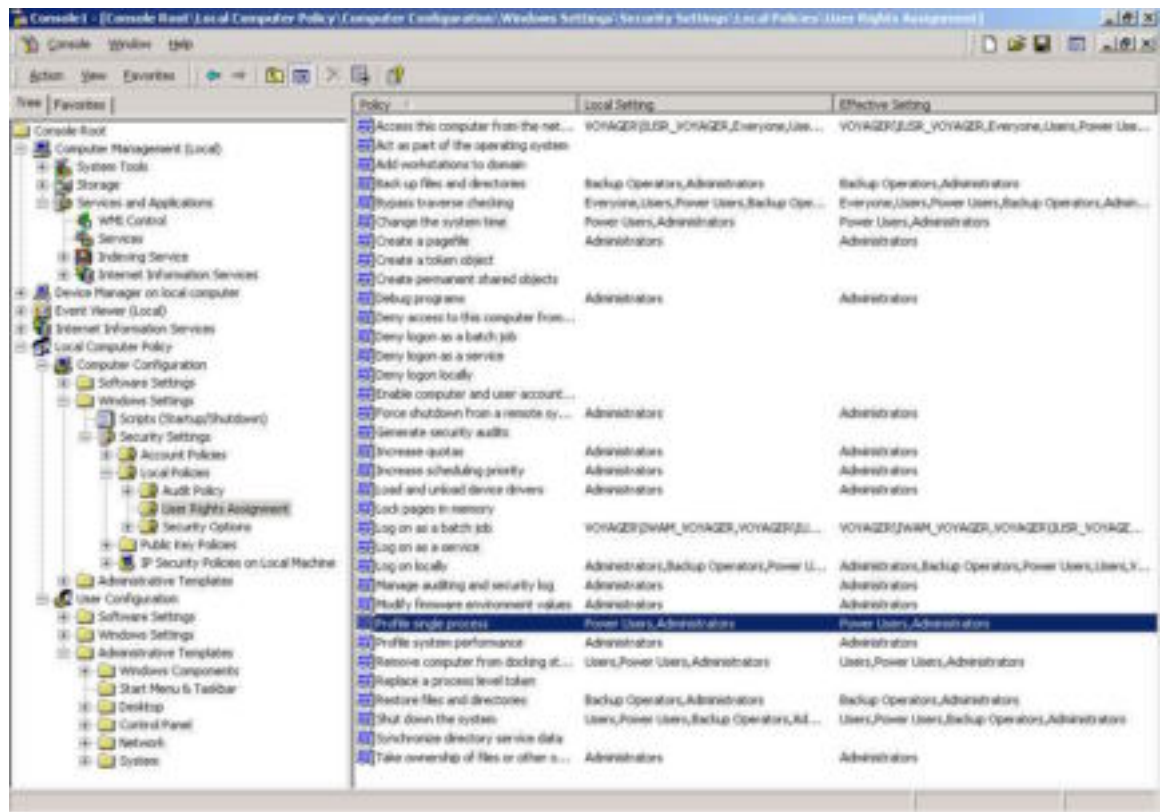 Console1 - [Console Root\Local Computer Policy\Computer Configuration\Windows Settings\Security Settings\Local Policies\User Rights Assignment]
Console Window Help
Action View Favorites
Tree Favorites
Console Root
Computer Management (Local)
System Tools
Storage
Services and Applications
WMI Control
Services
Indexing Service
Internet Information Services
Device Manager on local computer
Event Viewer (Local)
Internet Information Services
Local Computer Policy
Computer Configuration
Software Settings
Windows Settings
Scripts (Startup/Shutdown)
Security Settings
Account Policies
Local Policies
Audit Policy
User Rights Assignment
Security Options
Public Key Policies
IP Security Policies on Local Machine
Administrative Templates
User Configuration
Software Settings
Windows Settings
Administrative Templates
Windows Components
Start Menu & Taskbar
Desktop
Control Panel
Network
System
Policy Local Setting Effective Setting
Access this computer from the net... VOYAGER\IUSR_VOYAGER,Everyone,Use... VOYAGER\IUSR_VOYAGER,Everyone,Users,Power Use...
Act as part of the operating system
Add workstations to domain
Back up files and directories Backup Operators,Administrators Backup Operators,Administrators
Bypass traverse checking Everyone,Users,Power Users,Backup Ope... Everyone,Users,Power Users,Backup Operators,Admin...
Change the system time Power Users,Administrators Power Users,Administrators
Create a pagefile Administrators Administrators
Create a token object
Create permanent shared objects
Debug programs Administrators Administrators
Deny access to this computer from...
Deny logon as a batch job
Deny logon as a service
Deny logon locally
Enable computer and user account...
Force shutdown from a remote sy... Administrators Administrators
Generate security audits
Increase quotas Administrators Administrators
Increase scheduling priority Administrators Administrators
Load and unload device drivers Administrators Administrators
Lock pages in memory
Log on as a batch job VOYAGER\IWAM_VOYAGER,VOYAGER\IU... VOYAGER\IWAM_VOYAGER,VOYAGER\IUSR_VOYAGE...
Log on as a service
Log on locally Administrators,Backup Operators,Power U... Administrators,Backup Operators,Power Users,Users,V...
Manage auditing and security log Administrators Administrators
Modify firmware environment values Administrators Administrators
Profile single process Power Users,Administrators Power Users,Administrators
Profile system performance Administrators Administrators
Remove computer from docking st... Users,Power Users,Administrators Users,Power Users,Administrators
Replace a process level token
Restore files and directories Backup Operators,Administrators Backup Operators,Administrators
Shut down the system Users,Power Users,Backup Operators,Ad... Users,Power Users,Backup Operators,Administrators
Synchronize directory service data
Take ownership of files or other o... Administrators Administrators